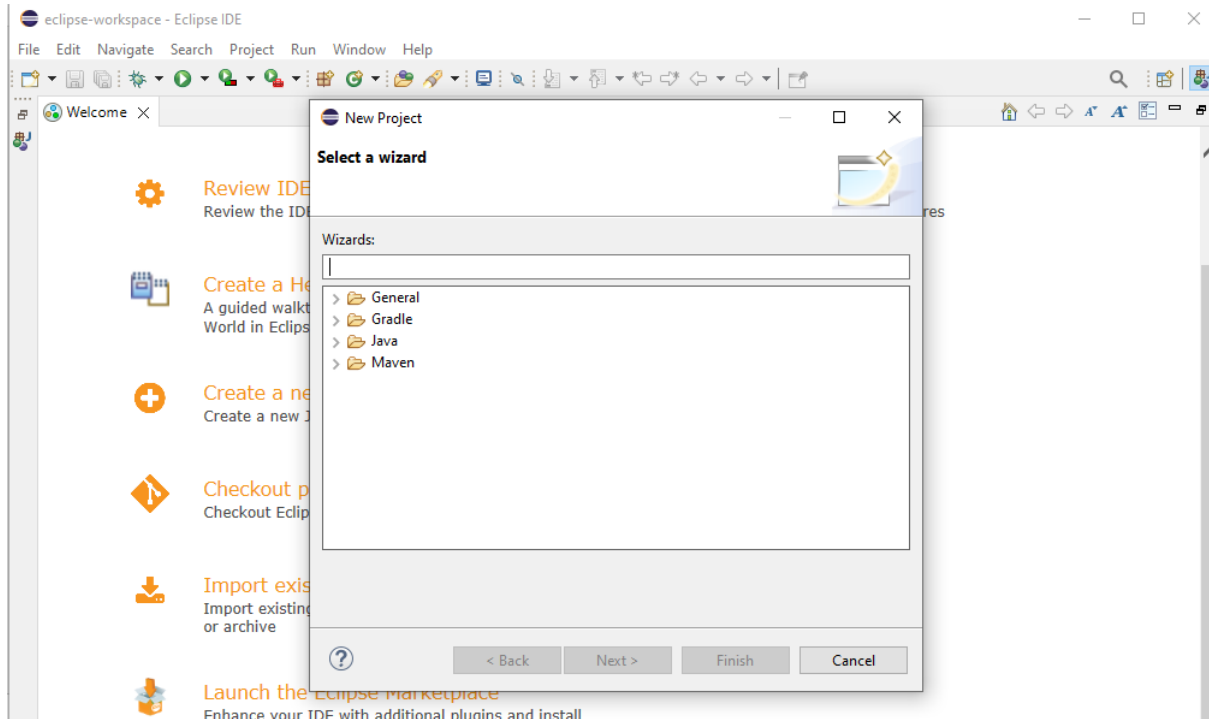 eclipse-workspace - Eclipse IDE
File Edit Navigate Search Project Run Window Help
Welcome
New Project
Select a wizard
Review IDE
Review the IDE
res
Wizards:
Create a He
A guided walkt
World in Eclips
General
Gradle
Java
Maven
Create a ne
Create a new J
Checkout p
Checkout Eclip
Import exis
Import existing
or archive
< Back Next > Finish Cancel
Launch the Eclipse Marketplace
Enhance your IDE with additional plugins and install